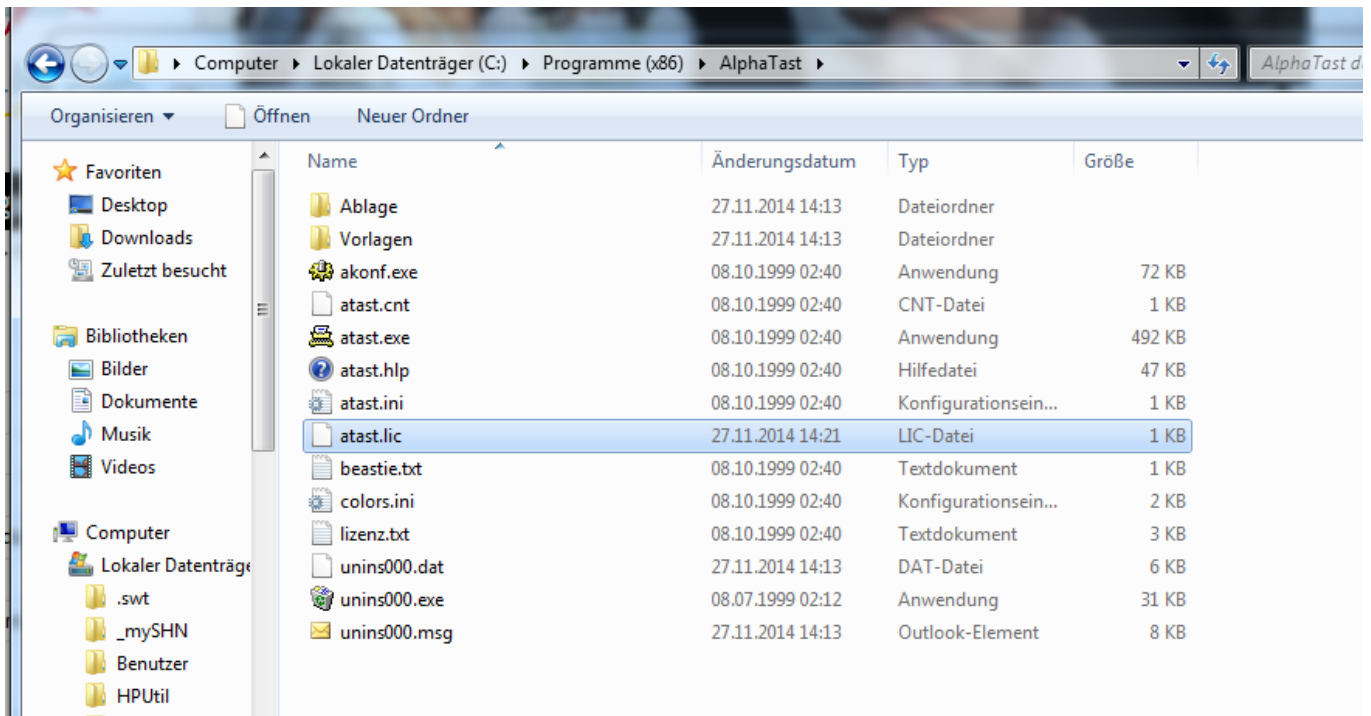 Computer Lokaler Datenträger (C:) Programme (x86) AlphaTast AlphaTast d
Organisieren Öffnen Neuer Ordner
Favoriten
Desktop
Downloads
Zuletzt besucht
Bibliotheken
Bilder
Dokumente
Musik
Videos
Computer
Lokaler Datenträge
.swt
_mySHN
Benutzer
HPUtil
Name Änderungsdatum Typ Größe
Ablage 27.11.2014 14:13 Dateiordner
Vorlagen 27.11.2014 14:13 Dateiordner
akonf.exe 08.10.1999 02:40 Anwendung 72 KB
atast.cnt 08.10.1999 02:40 CNT-Datei 1 KB
atast.exe 08.10.1999 02:40 Anwendung 492 KB
atast.hlp 08.10.1999 02:40 Hilfedatei 47 KB
atast.ini 08.10.1999 02:40 Konfigurationsein... 1 KB
atast.lic 27.11.2014 14:21 LIC-Datei 1 KB
beastie.txt 08.10.1999 02:40 Textdokument 1 KB
colors.ini 08.10.1999 02:40 Konfigurationsein... 2 KB
lizenz.txt 08.10.1999 02:40 Textdokument 3 KB
unins000.dat 27.11.2014 14:13 DAT-Datei 6 KB
unins000.exe 08.07.1999 02:12 Anwendung 31 KB
unins000.msg 27.11.2014 14:13 Outlook-Element 8 KB